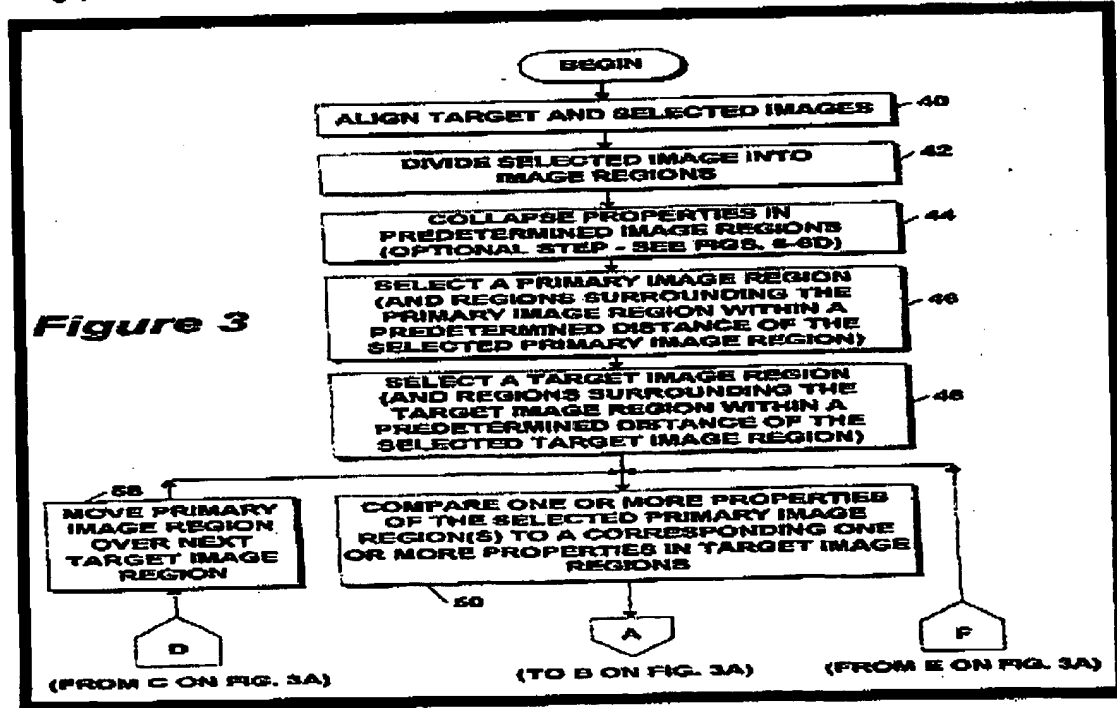 BEGIN
ALIGN TARGET AND SELECTED IMAGES
40
DIVIDE SELECTED IMAGE INTO
IMAGE REGIONS
42
COLLAPSE PROPERTIES IN
PREDETERMINED IMAGE REGIONS
(OPTIONAL STEP - SEE FIGS. 6-6D)
44
SELECT A PRIMARY IMAGE REGION
(AND REGIONS SURROUNDING THE
PRIMARY IMAGE REGION WITHIN A
PREDETERMINED DISTANCE OF THE
SELECTED PRIMARY IMAGE REGION)
46
Figure 3
SELECT A TARGET IMAGE REGION
(AND REGIONS SURROUNDING THE
TARGET IMAGE REGION WITHIN A
PREDETERMINED DISTANCE OF THE
SELECTED TARGET IMAGE REGION)
48
58
MOVE PRIMARY
IMAGE REGION
OVER NEXT
TARGET IMAGE
REGION
COMPARE ONE OR MORE PROPERTIES
OF THE SELECTED PRIMARY IMAGE
REGION(S) TO A CORRESPONDING ONE
OR MORE PROPERTIES IN TARGET IMAGE
REGIONS
50
D
A
F
(FROM C ON FIG. 3A)
(TO B ON FIG. 3A)
(FROM E ON FIG. 3A)